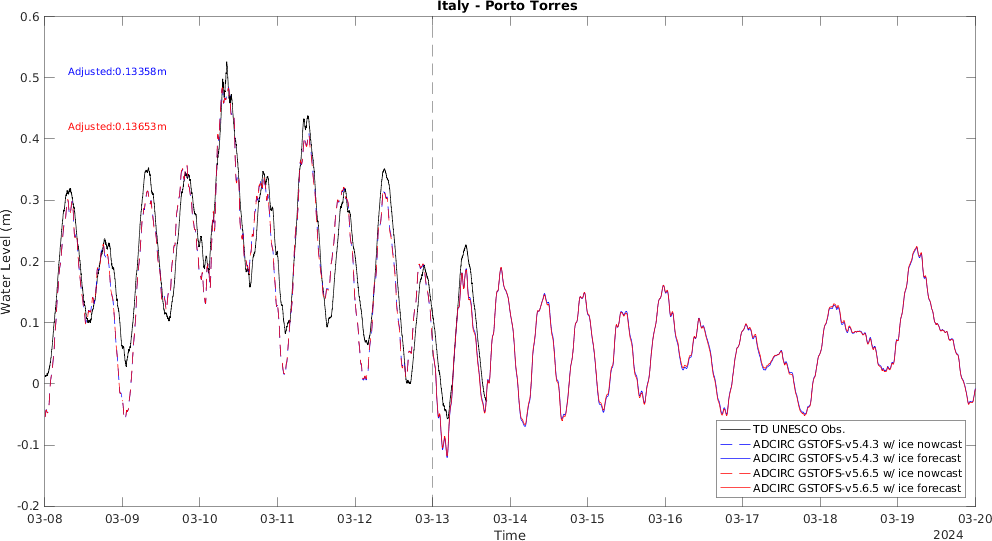 Italy - Porto Torres
0.6
0.5
0.4
0.3
0.2
0.1
0
-0.1
-0.2
Water Level (m)
Adjusted:0.13358m
Adjusted:0.13653m
TD UNESCO Obs.
ADCIRC GSTOFS-v5.4.3 w/ ice nowcast
ADCIRC GSTOFS-v5.4.3 w/ ice forecast
ADCIRC GSTOFS-v5.6.5 w/ ice nowcast
ADCIRC GSTOFS-v5.6.5 w/ ice forecast
03-08 03-09 03-10 03-11 03-12 03-13 03-14 03-15 03-16 03-17 03-18 03-19 03-20
Time
2024